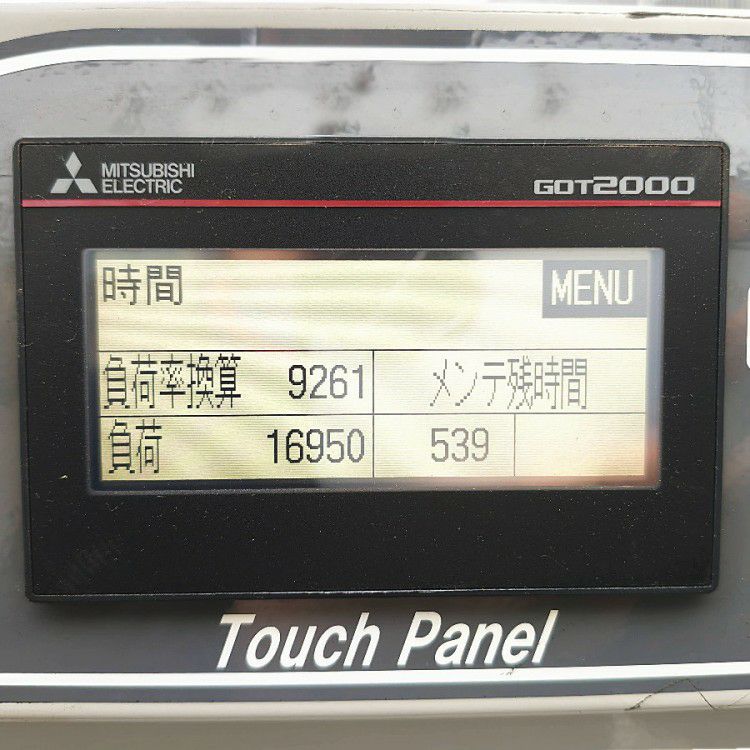 MITSUBISHI
ELECTRIC
GOT2000
時間
MENU
負荷率換算 9261 メンテ残時間
負荷 16950 539
Touch Panel